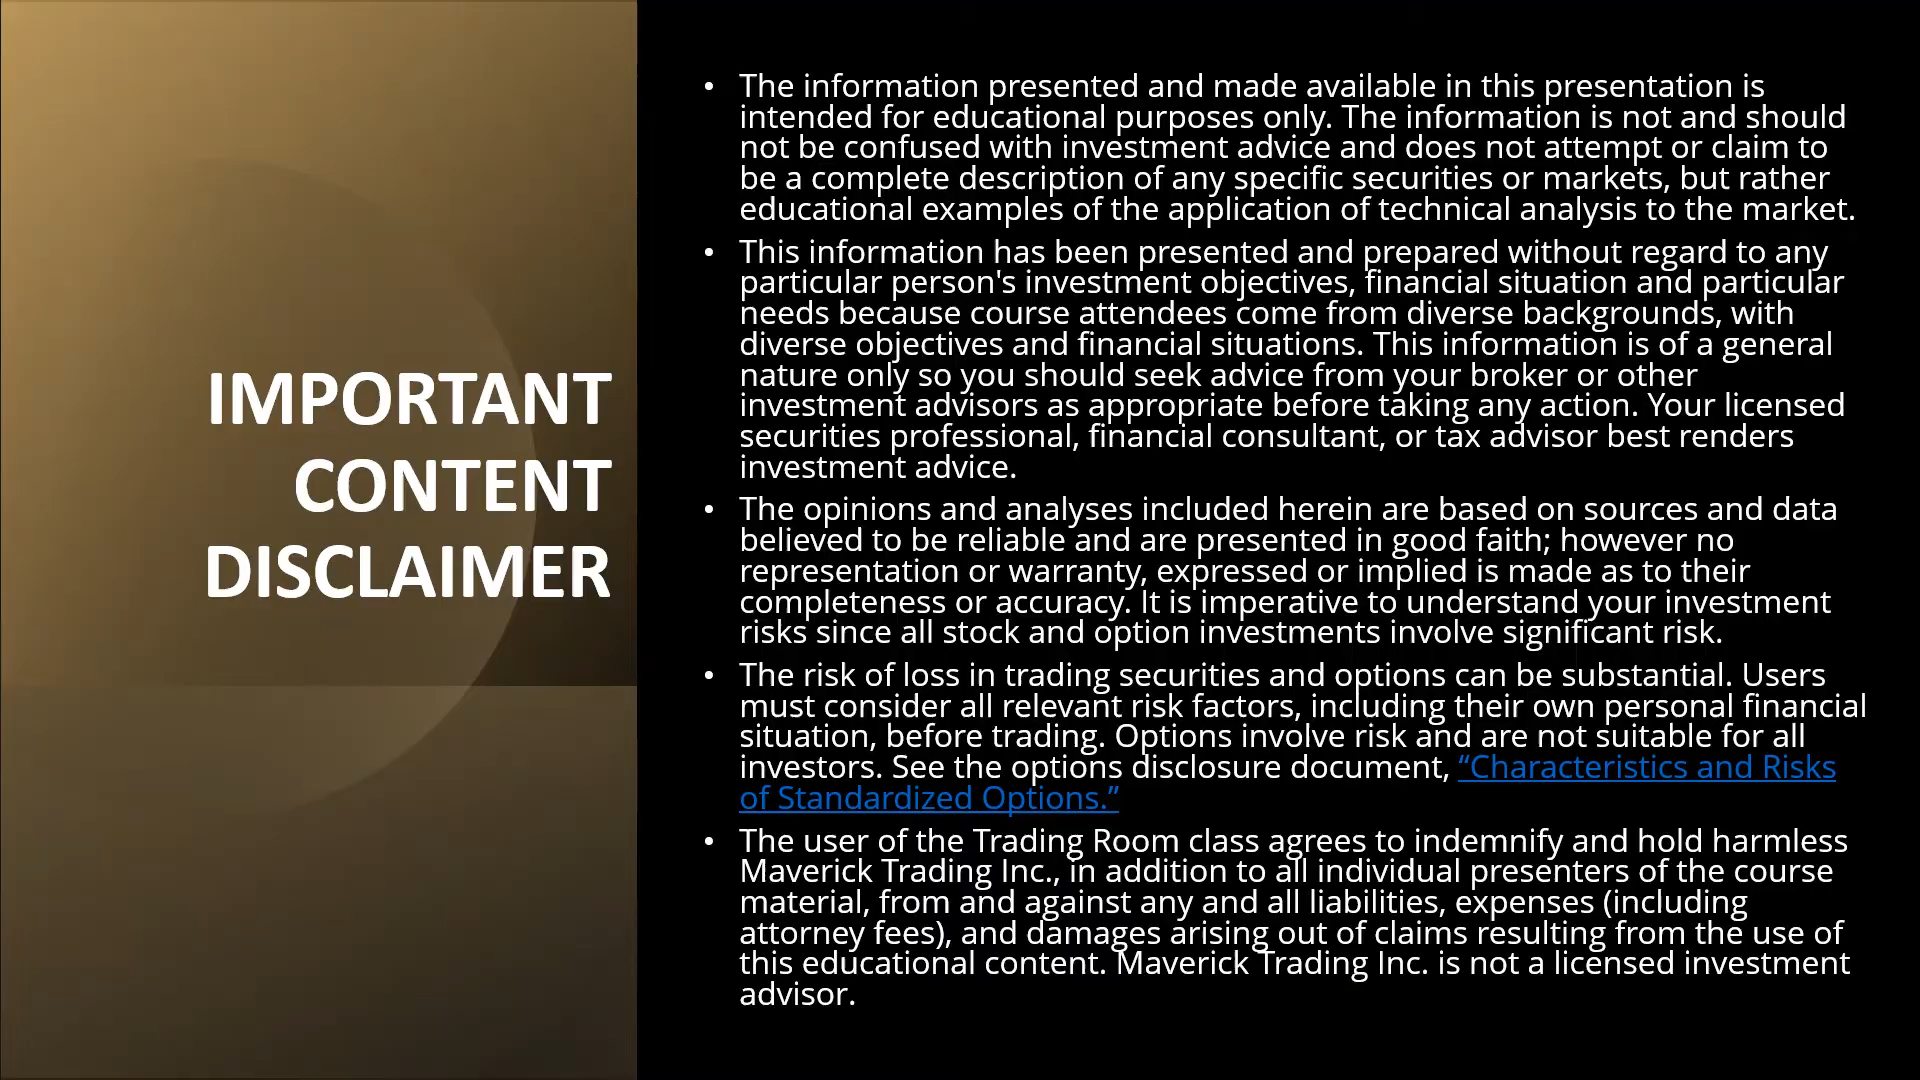 IMPORTANT
CONTENT
DISCLAIMER
• The information presented and made available in this presentation is
intended for educational purposes only. The information is not and should
not be confused with investment advice and does not attempt or claim to
be a complete description of any specific securities or markets, but rather
educational examples of the application of technical analysis to the market.
• This information has been presented and prepared without regard to any
particular person's investment objectives, financial situation and particular
needs because course attendees come from diverse backgrounds, with
diverse objectives and financial situations. This information is of a general
nature only so you should seek advice from your broker or other
investment advisors as appropriate before taking any action. Your licensed
securities professional, financial consultant, or tax advisor best renders
investment advice.
• The opinions and analyses included herein are based on sources and data
believed to be reliable and are presented in good faith; however no
representation or warranty, expressed or implied is made as to their
completeness or accuracy. It is imperative to understand your investment
risks since all stock and option investments involve significant risk.
• The risk of loss in trading securities and options can be substantial. Users
must consider all relevant risk factors, including their own personal financial
situation, before trading. Options involve risk and are not suitable for all
investors. See the options disclosure document, “Characteristics and Risks
of Standardized Options.”
• The user of the Trading Room class agrees to indemnify and hold harmless
Maverick Trading Inc., in addition to all individual presenters of the course
material, from and against any and all liabilities, expenses (including
attorney fees), and damages arising out of claims resulting from the use of
this educational content. Maverick Trading Inc. is not a licensed investment
advisor.